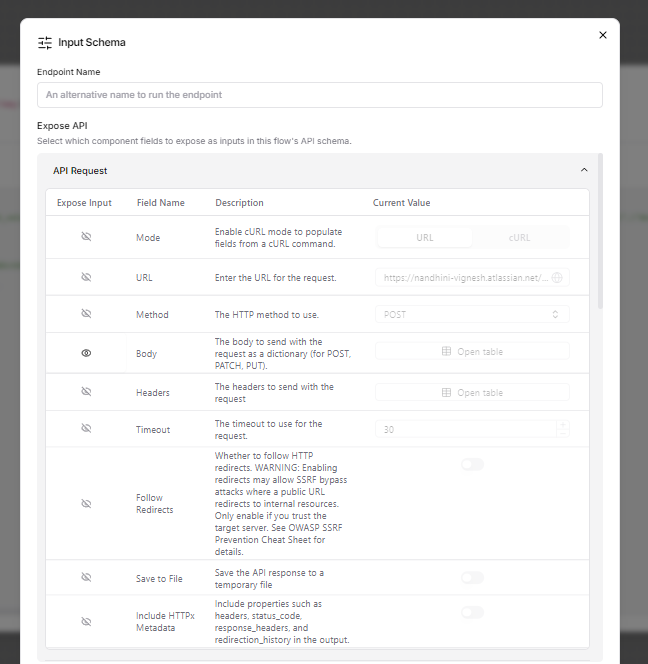 Input Schema
Endpoint Name
An alternative name to run the endpoint
Expose API
Select which component fields to expose as inputs in this flow's API schema.
API Request
Expose Input Field Name Description Current Value
Mode
Enable cURL mode to populate
fields from a cURL command.
URL cURL
URL
Enter the URL for the request.
https://nandhini-vignesh.atlassian.net/...
Method
The HTTP method to use.
POST
Body
The body to send with the
request as a dictionary (for POST,
PATCH, PUT).
Open table
Headers
The headers to send with the
request
Open table
Timeout
The timeout to use for the
request.
30
Follow
Redirects
Whether to follow HTTP
redirects. WARNING: Enabling
redirects may allow SSRF bypass
attacks where a public URL
redirects to internal resources.
Only enable if you trust the
target server. See OWASP SSRF
Prevention Cheat Sheet for
details.
Save to File
Save the API response to a
temporary file
Include HTTPx
Metadata
Include properties such as
headers, status_code,
response_headers, and
redirection_history in the output.